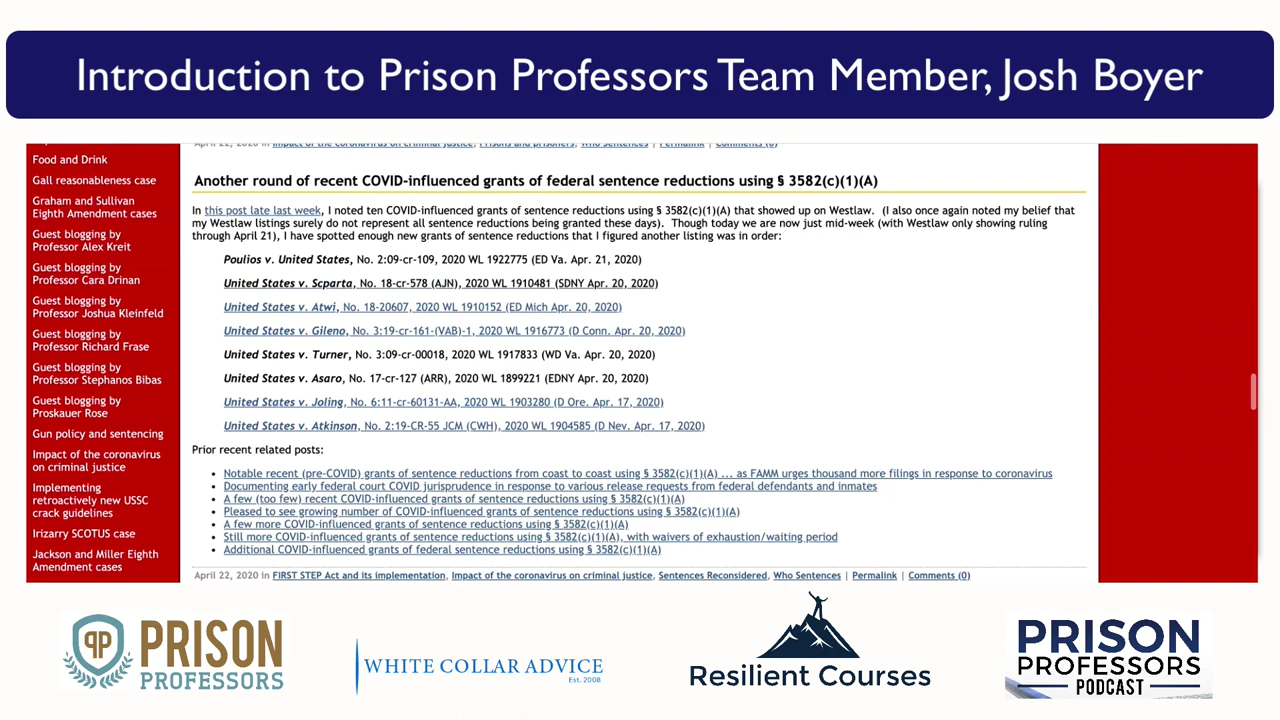 Introduction to Prison Professors Team Member, Josh Boyer
Food and Drink
Gall reasonableness case
Graham and Sullivan
Eighth Amendment cases
Guest blogging by
Professor Alex Kreit
Guest blogging by
Professor Cara Drinan
Guest blogging by
Professor Joshua Kleinfeld
Guest blogging by
Professor Richard Frase
Guest blogging by
Professor Stephanos Bibas
Guest blogging by
Proskauer Rose
Gun policy and sentencing
Impact of the coronavirus
on criminal justice
Implementing
retroactively new USSC
crack guidelines
Irizarry SCOTUS case
Jackson and Miller Eighth
Amendment cases
April 22, 2020 in Impact of the coronavirus on criminal justice, Prisons and prisoners, Who Sentences | Permalink | Comments (0)
Another round of recent COVID-influenced grants of federal sentence reductions using § 3582(c)(1)(A)
In this post late last week, I noted ten COVID-influenced grants of sentence reductions using § 3582(c)(1)(A) that showed up on Westlaw. (I also once again noted my belief that
my Westlaw listings surely do not represent all sentence reductions being granted these days). Though today we are now just mid-week (with Westlaw only showing ruling
through April 21), I have spotted enough new grants of sentence reductions that I figured another listing was in order:
Poulios v. United States, No. 2:09-cr-109, 2020 WL 1922775 (ED Va. Apr. 21, 2020)
United States v. Scparta, No. 18-cr-578 (AJN), 2020 WL 1910481 (SDNY Apr. 20, 2020)
United States v. Atwi, No. 18-20607, 2020 WL 1910152 (ED Mich Apr. 20, 2020)
United States v. Gileno, No. 3:19-cr-161-(VAB)-1, 2020 WL 1916773 (D Conn. Apr. 20, 2020)
United States v. Turner, No. 3:09-cr-00018, 2020 WL 1917833 (WD Va. Apr. 20, 2020)
United States v. Asaro, No. 17-cr-127 (ARR), 2020 WL 1899221 (EDNY Apr. 20, 2020)
United States v. Joling, No. 6:11-cr-60131-AA, 2020 WL 1903280 (D Ore. Apr. 17, 2020)
United States v. Atkinson, No. 2:19-CR-55 JCM (CWH), 2020 WL 1904585 (D Nev. Apr. 17, 2020)
Prior recent related posts:
• Notable recent (pre-COVID) grants of sentence reductions from coast to coast using § 3582(c)(1)(A) ... as FAMM urges thousand more filings in response to coronavirus
• Documenting early federal court COVID jurisprudence in response to various release requests from federal defendants and inmates
• A few (too few) recent COVID-influenced grants of sentence reductions using § 3582(c)(1)(A)
• Pleased to see growing number of COVID-influenced grants of sentence reductions using § 3582(c)(1)(A)
• A few more COVID-influenced grants of sentence reductions using § 3582(c)(1)(A)
• Still more COVID-influenced grants of sentence reductions using § 3582(c)(1)(A), with waivers of exhaustion/waiting period
• Additional COVID-influenced grants of federal sentence reductions using § 3582(c)(1)(A)
April 22, 2020 in FIRST STEP Act and its implementation, Impact of the coronavirus on criminal justice, Sentences Reconsidered, Who Sentences | Permalink | Comments (0)
PP PRISON
PROFESSORS
WHITE COLLAR ADVICE
Est. 2008
Resilient Courses
PRISON
PROFESSORS
PODCAST